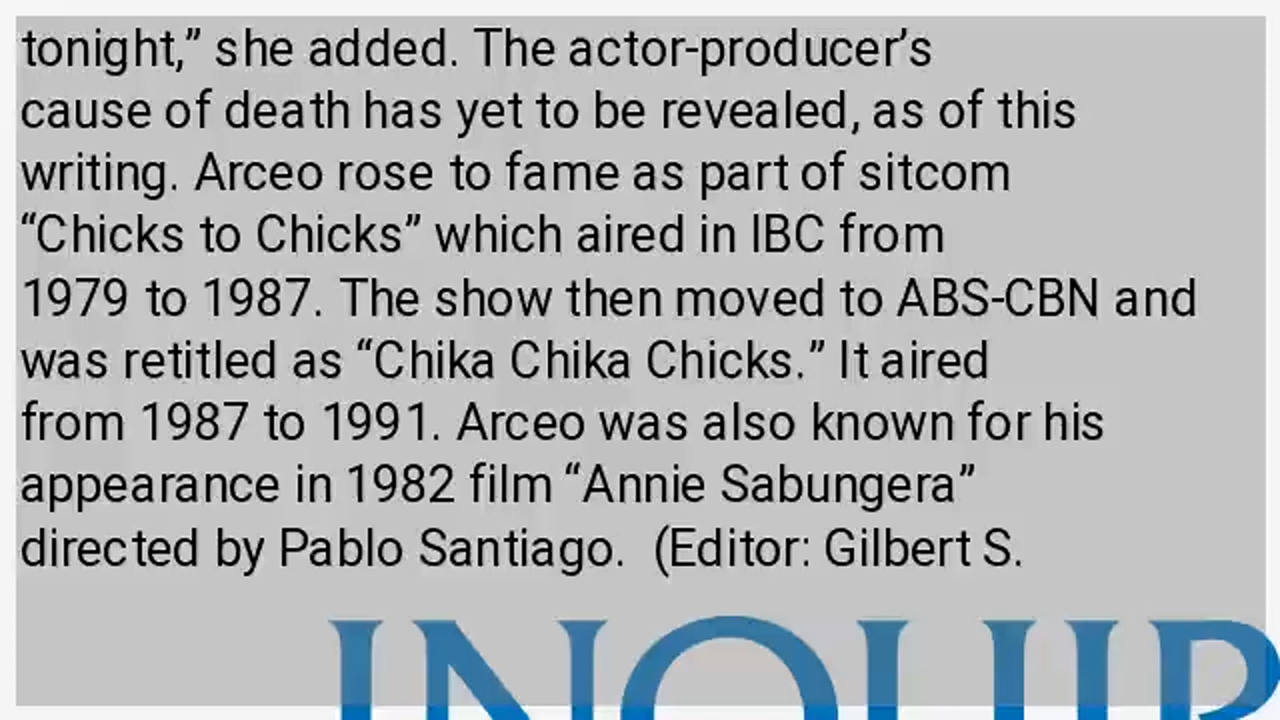 tonight,” she added. The actor-producer’s
cause of death has yet to be revealed, as of this
writing. Arceo rose to fame as part of sitcom
“Chicks to Chicks” which aired in IBC from
1979 to 1987. The show then moved to ABS-CBN and
was retitled as “Chika Chika Chicks.” It aired
from 1987 to 1991. Arceo was also known for his
appearance in 1982 film “Annie Sabungera”
directed by Pablo Santiago.  (Editor: Gilbert S.
INQUIR